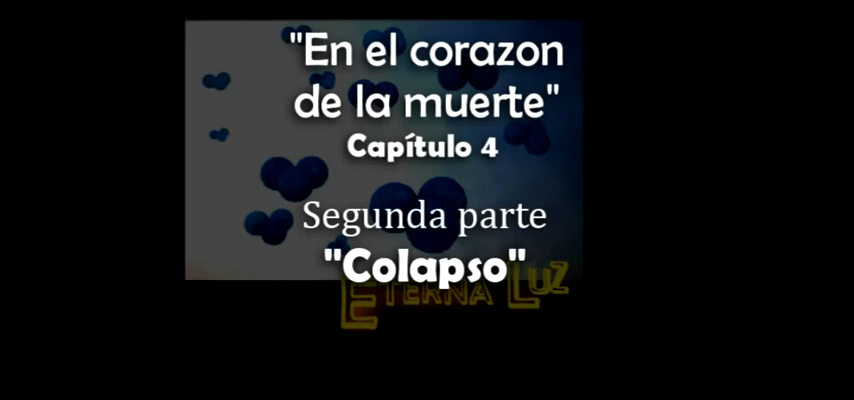 "En el corazon
de la muerte"
Capítulo 4
Segunda parte
"Colapso"
ETERNA LUZ